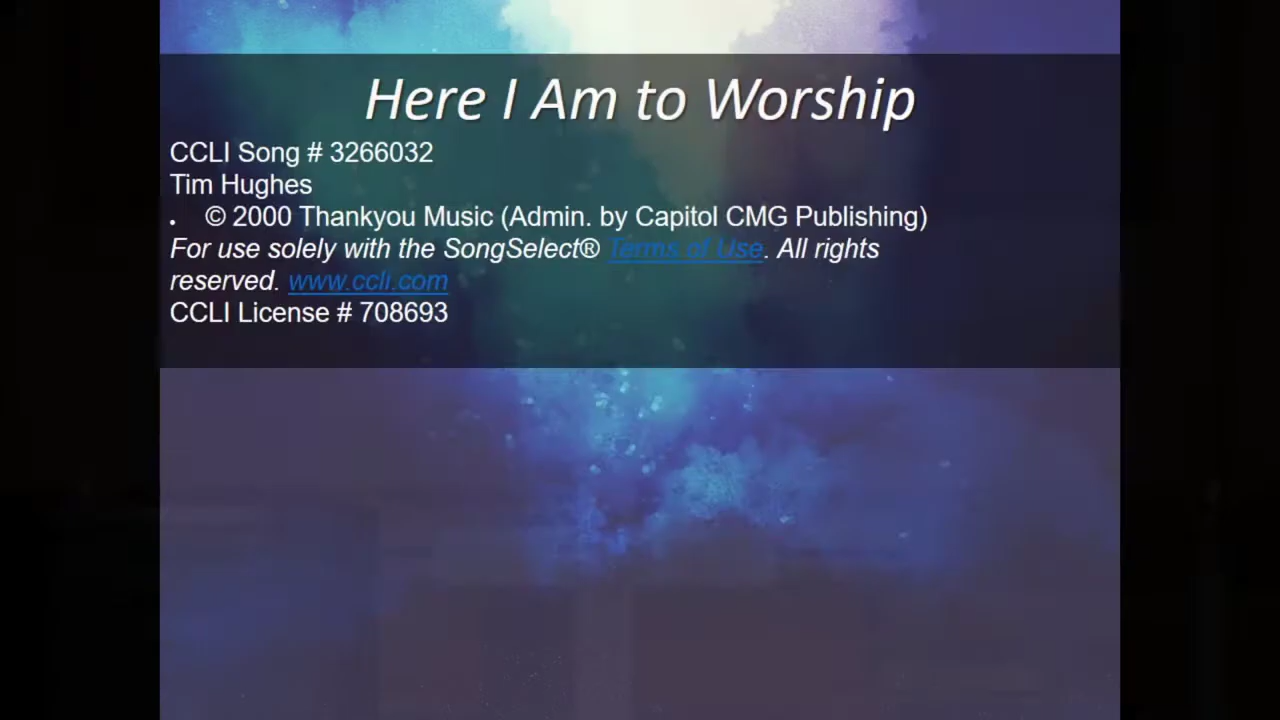 Here I Am to Worship
CCLI Song # 3266032
Tim Hughes
• © 2000 Thankyou Music (Admin. by Capitol CMG Publishing)
For use solely with the SongSelect® Terms of Use. All rights
reserved. www.ccli.com
CCLI License # 708693